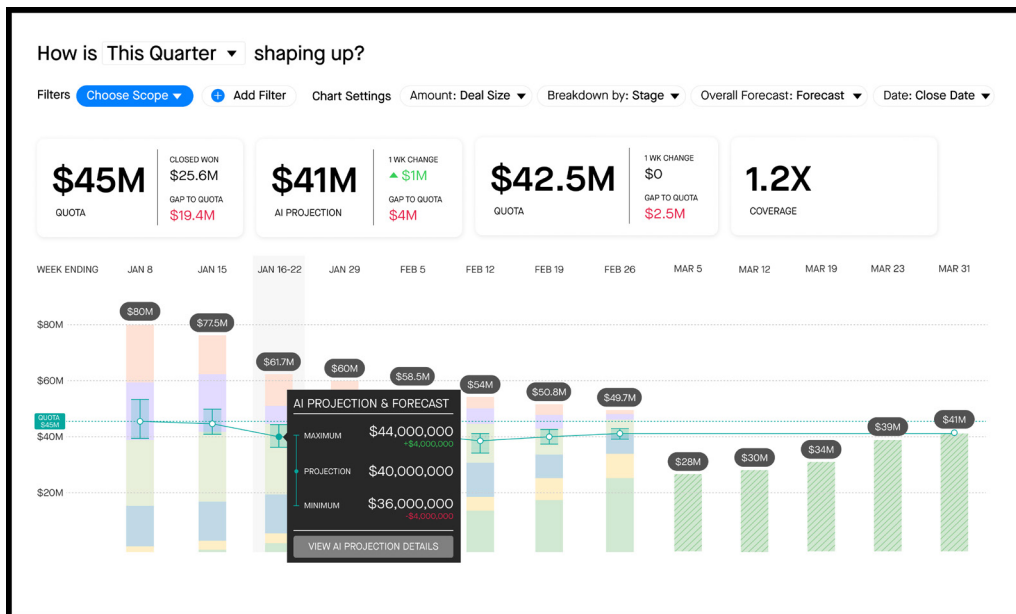 How is This Quarter shaping up?
Filters Choose Scope + Add Filter Chart Settings Amount: Deal Size Breakdown by: Stage Overall Forecast: Forecast Date: Close Date
$45M
QUOTA
CLOSED WON
$25.6M
GAP TO QUOTA
$19.4M
$41M
AI PROJECTION
1 WK CHANGE
$1M
GAP TO QUOTA
$4M
$42.5M
QUOTA
1 WK CHANGE
$0
GAP TO QUOTA
$2.5M
1.2X
COVERAGE
WEEK ENDING JAN 8 JAN 15 JAN 16-22 JAN 29 FEB 5 FEB 12 FEB 19 FEB 26 MAR 5 MAR 12 MAR 19 MAR 23 MAR 31
$80M $77.5M $61.7M $60M $58.5M $54M $50.8M $49.7M $28M $30M $34M $39M $41M
$80M
$60M
QUOTA
$45M
$40M
$20M
AI PROJECTION & FORECAST
MAXIMUM $44,000,000
+$4,000,000
PROJECTION $40,000,000
MINIMUM $36,000,000
-$4,000,000
VIEW AI PROJECTION DETAILS